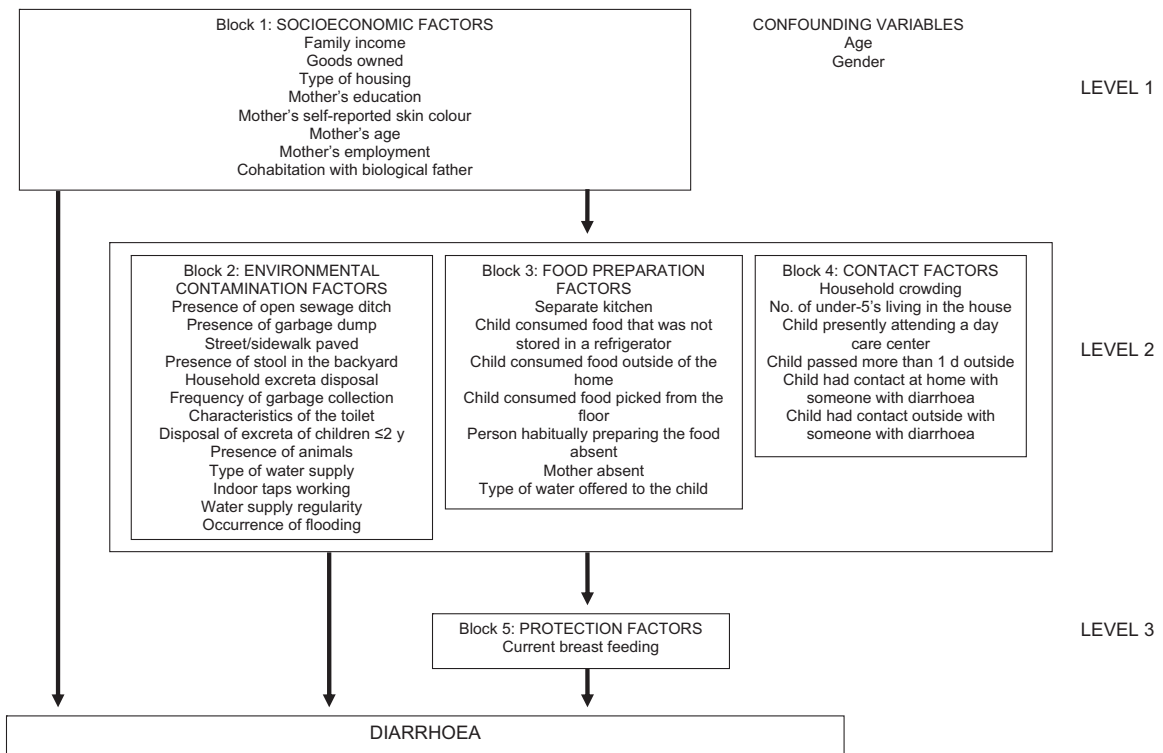 Block 1: SOCIOECONOMIC FACTORS
Family income
Goods owned
Type of housing
Mother's education
Mother's self-reported skin colour
Mother's age
Mother's employment
Cohabitation with biological father
CONFOUNDING VARIABLES
Age
Gender
LEVEL 1
Block 2: ENVIRONMENTAL
CONTAMINATION FACTORS
Presence of open sewage ditch
Presence of garbage dump
Street/sidewalk paved
Presence of stool in the backyard
Household excreta disposal
Frequency of garbage collection
Characteristics of the toilet
Disposal of excreta of children ≤2 y
Presence of animals
Type of water supply
Indoor taps working
Water supply regularity
Occurrence of flooding
Block 3: FOOD PREPARATION
FACTORS
Separate kitchen
Child consumed food that was not
stored in a refrigerator
Child consumed food outside of the
home
Child consumed food picked from the
floor
Person habitually preparing the food
absent
Mother absent
Type of water offered to the child
Block 4: CONTACT FACTORS
Household crowding
No. of under-5's living in the house
Child presently attending a day
care center
Child passed more than 1 d outside
Child had contact at home with
someone with diarrhoea
Child had contact outside with
someone with diarrhoea
LEVEL 2
Block 5: PROTECTION FACTORS
Current breast feeding
LEVEL 3
DIARRHOEA